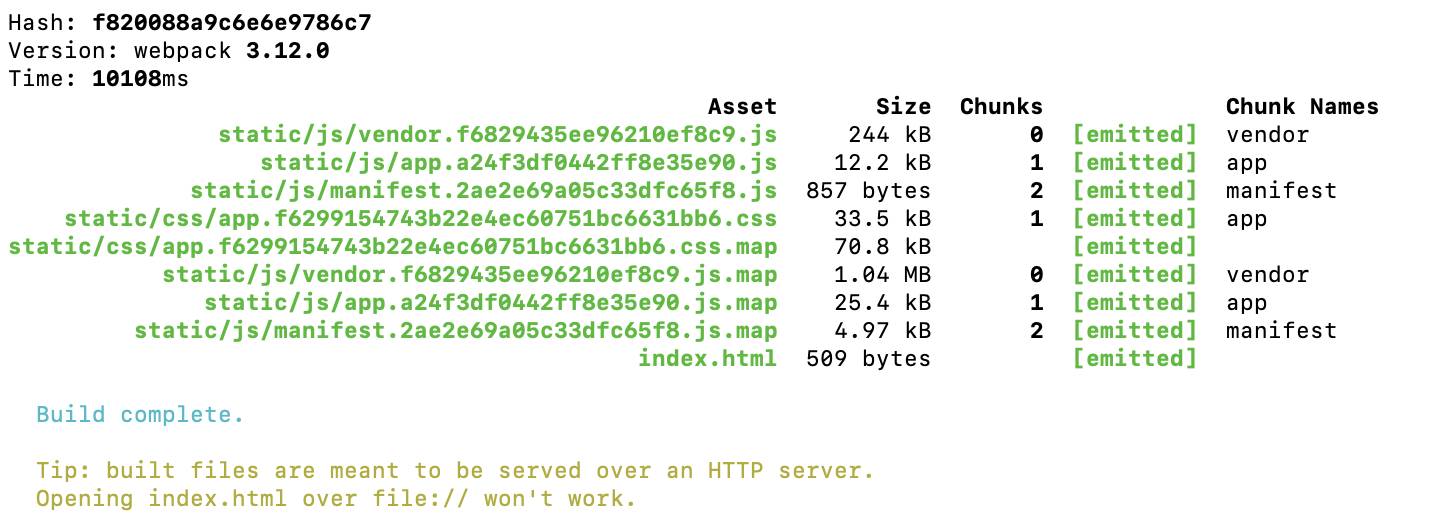 Hash: f820088a9c6e6e9786c7
Version: webpack 3.12.0
Time: 10108ms
Asset Size Chunks Chunk Names
static/js/vendor.f6829435ee96210ef8c9.js 244 kB 0 [emitted] vendor
static/js/app.a24f3df0442ff8e35e90.js 12.2 kB 1 [emitted] app
static/js/manifest.2ae2e69a05c33dfc65f8.js 857 bytes 2 [emitted] manifest
static/css/app.f6299154743b22e4ec60751bc6631bb6.css 33.5 kB 1 [emitted] app
static/css/app.f6299154743b22e4ec60751bc6631bb6.css.map 70.8 kB [emitted]
static/js/vendor.f6829435ee96210ef8c9.js.map 1.04 MB 0 [emitted] vendor
static/js/app.a24f3df0442ff8e35e90.js.map 25.4 kB 1 [emitted] app
static/js/manifest.2ae2e69a05c33dfc65f8.js.map 4.97 kB 2 [emitted] manifest
index.html 509 bytes [emitted]
Build complete.
Tip: built files are meant to be served over an HTTP server.
Opening index.html over file:// won't work.